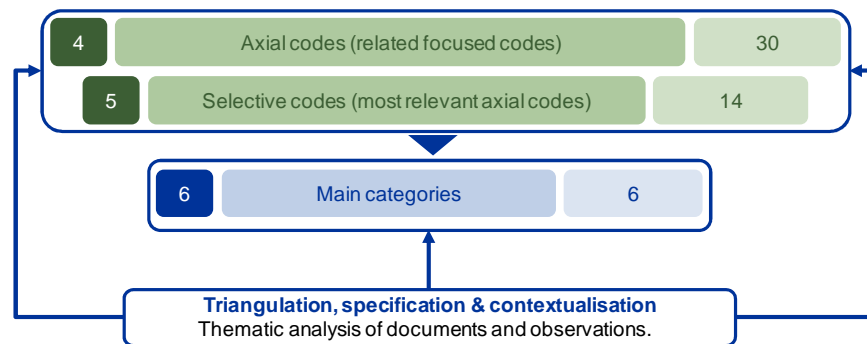 4 Axial codes (related focused codes) 30
5 Selective codes (most relevant axial codes) 14
6 Main categories 6
Triangulation, specification & contextualisation
Thematic analysis of documents and observations.